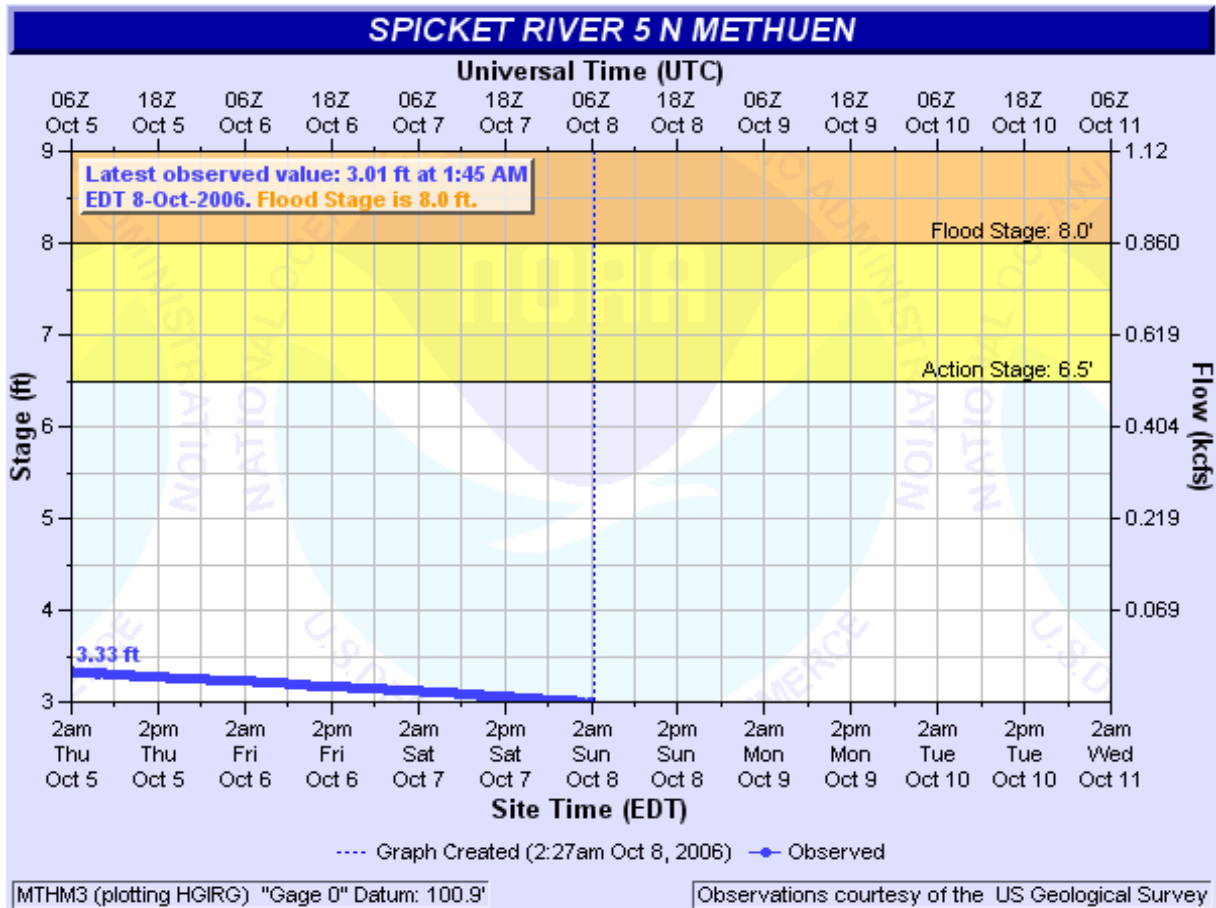 SPICKET RIVER 5 N METHUEN
Universal Time (UTC)
06Z 18Z 06Z 18Z 06Z 18Z 06Z 18Z 06Z 18Z 06Z 18Z 06Z
Oct 5 Oct 5 Oct 6 Oct 6 Oct 7 Oct 7 Oct 8 Oct 8 Oct 9 Oct 9 Oct 10 Oct 10 Oct 11
Latest observed value: 3.01 ft at 1:45 AM
EDT 8-Oct-2006. Flood Stage is 8.0 ft.
Flood Stage: 8.0'
Action Stage: 6.5'
Stage (ft)
9
8
7
6
5
4
3
Flow (kcfs)
1.12
0.860
0.619
0.404
0.219
0.069
3.33 ft
NOAA
NATIONAL OCEANIC
ADMINISTRATION
NATIONAL OCEANI
U.S.D
MMERCE
U.S.D
2am 2pm 2am 2pm 2am 2pm 2am 2pm 2am 2pm 2am 2pm 2am
Thu Thu Fri Fri Sat Sat Sun Sun Mon Mon Tue Tue Wed
Oct 5 Oct 5 Oct 6 Oct 6 Oct 7 Oct 7 Oct 8 Oct 8 Oct 9 Oct 9 Oct 10 Oct 10 Oct 11
Site Time (EDT)
Graph Created (2:27am Oct 8, 2006) Observed
MTHM3 (plotting HGIRG) "Gage 0" Datum: 100.9'
Observations courtesy of the US Geological Survey